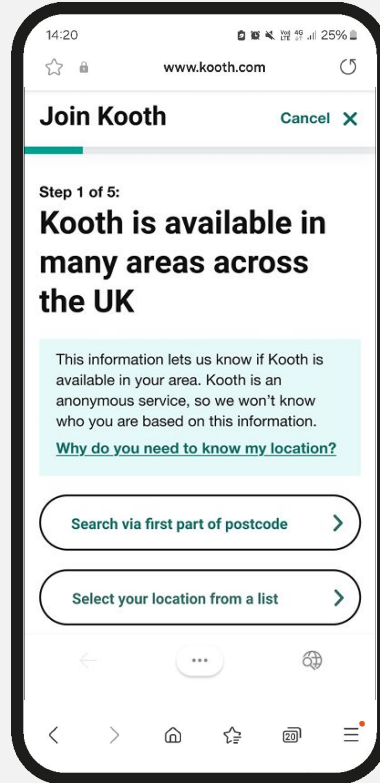 14:20
Vo) 4G 25%
LTE
www.kooth.com
Join Kooth
Cancel
Step 1 of 5:
Kooth is available in
many areas across
the UK
This information lets us know if Kooth is
available in your area. Kooth is an
anonymous service, so we won't know
who you are based on this information.
Why do you need to know my location?
Search via first part of postcode
Select your location from a list
20